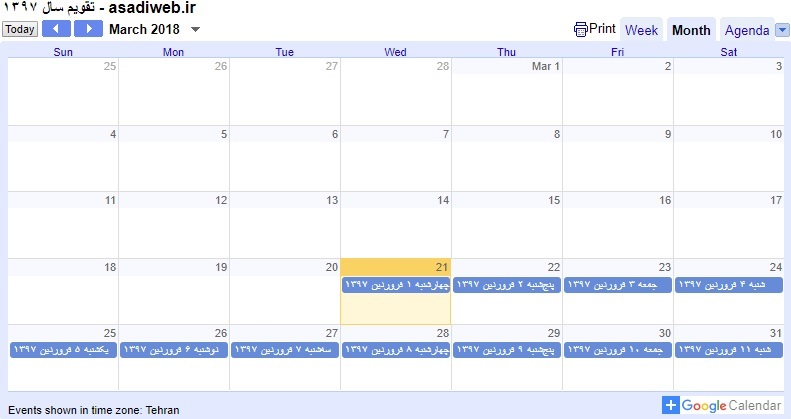 asadiweb.ir - تقویم سال ۱۳۹۷
Today March 2018 Print Week Month Agenda
Sun Mon Tue Wed Thu Fri Sat
25 26 27 28 Mar 1 2 3
4 5 6 7 8 9 10
11 12 13 14 15 16 17
18 19 20 21 22 23 24
چهارشنبه ۱ فروردین ۱۳۹۷ پنج‌شنبه ۲ فروردین ۱۳۹۷ جمعه ۳ فروردین ۱۳۹۷ شنبه ۴ فروردین ۱۳۹۷
25 26 27 28 29 30 31
یکشنبه ۵ فروردین ۱۳۹۷ دوشنبه ۶ فروردین ۱۳۹۷ سه‌شنبه ۷ فروردین ۱۳۹۷ چهارشنبه ۸ فروردین ۱۳۹۷ پنج‌شنبه ۹ فروردین ۱۳۹۷ جمعه ۱۰ فروردین ۱۳۹۷ شنبه ۱۱ فروردین ۱۳۹۷
Events shown in time zone: Tehran
Google Calendar